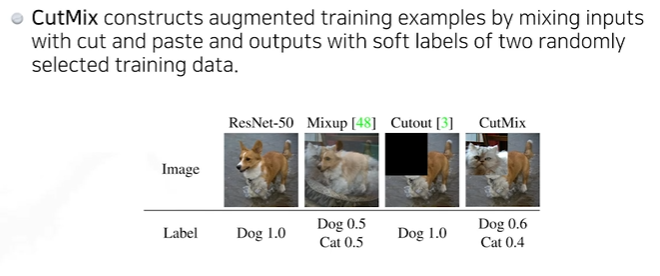 CutMix constructs augmented training examples by mixing inputs
with cut and paste and outputs with soft labels of two randomly
selected training data.
ResNet-50 Mixup [48] Cutout [3] CutMix
Image
Label Dog 1.0 Dog 0.5 Cat 0.5 Dog 1.0 Dog 0.6 Cat 0.4